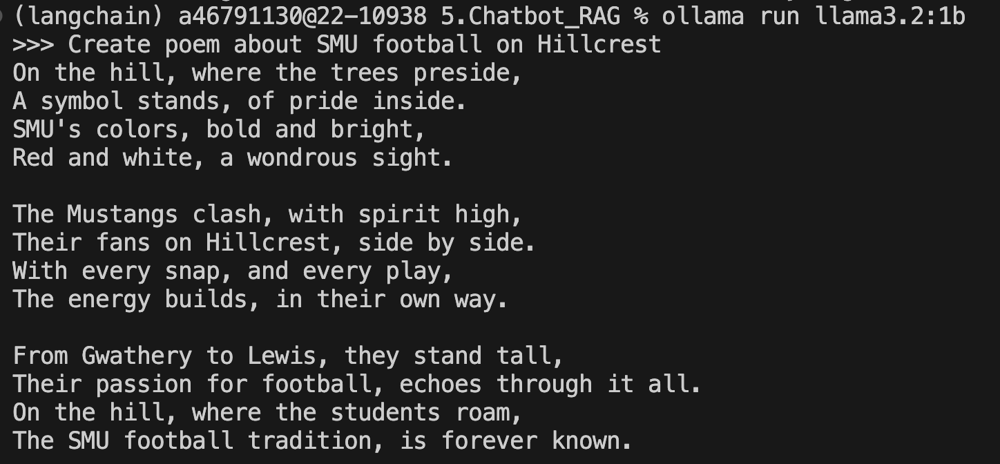 (langchain) a46791130@22-10938 5.Chatbot_RAG % ollama run llama3.2:1b
>>> Create poem about SMU football on Hillcrest
On the hill, where the trees preside,
A symbol stands, of pride inside.
SMU's colors, bold and bright,
Red and white, a wondrous sight.
The Mustangs clash, with spirit high,
Their fans on Hillcrest, side by side.
With every snap, and every play,
The energy builds, in their own way.
From Gwathery to Lewis, they stand tall,
Their passion for football, echoes through it all.
On the hill, where the students roam,
The SMU football tradition, is forever known.